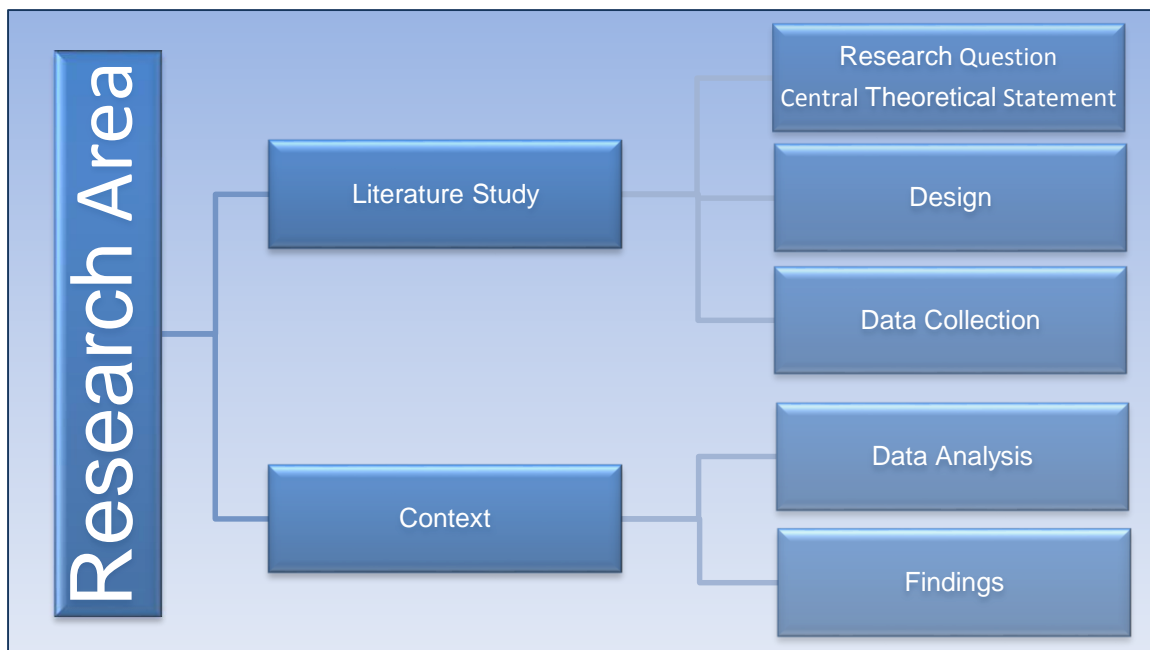 Research Area
Literature Study
Research Question
Central Theoretical Statement
Design
Data Collection
Context
Data Analysis
Findings